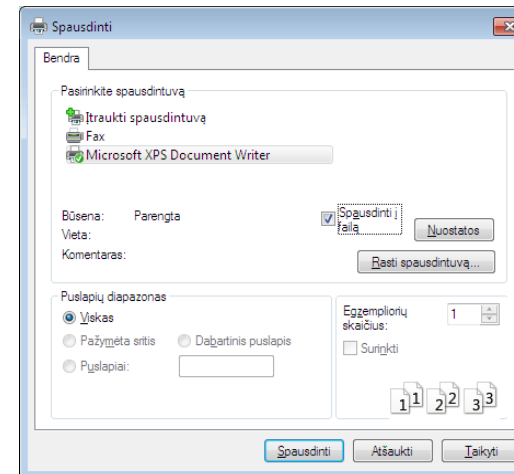 Spausdinti
Bendra
Pasirinkite spausdintuvą
Įtraukti spausdintuvą
Fax
Microsoft XPS Document Writer
Būsena: Parengta
Spausdinti į
failą
Nuostatos
Vieta:
Komentaras:
Rasti spausdintuvą...
Puslapių diapazonas
Viskas
Pažymėta sritis
Dabartinis puslapis
Puslapiai:
Egzempliorių
skaičius:
1
Surinkti
1 1 2 2 3 3
Spausdinti
Atšaukti
Taikyti